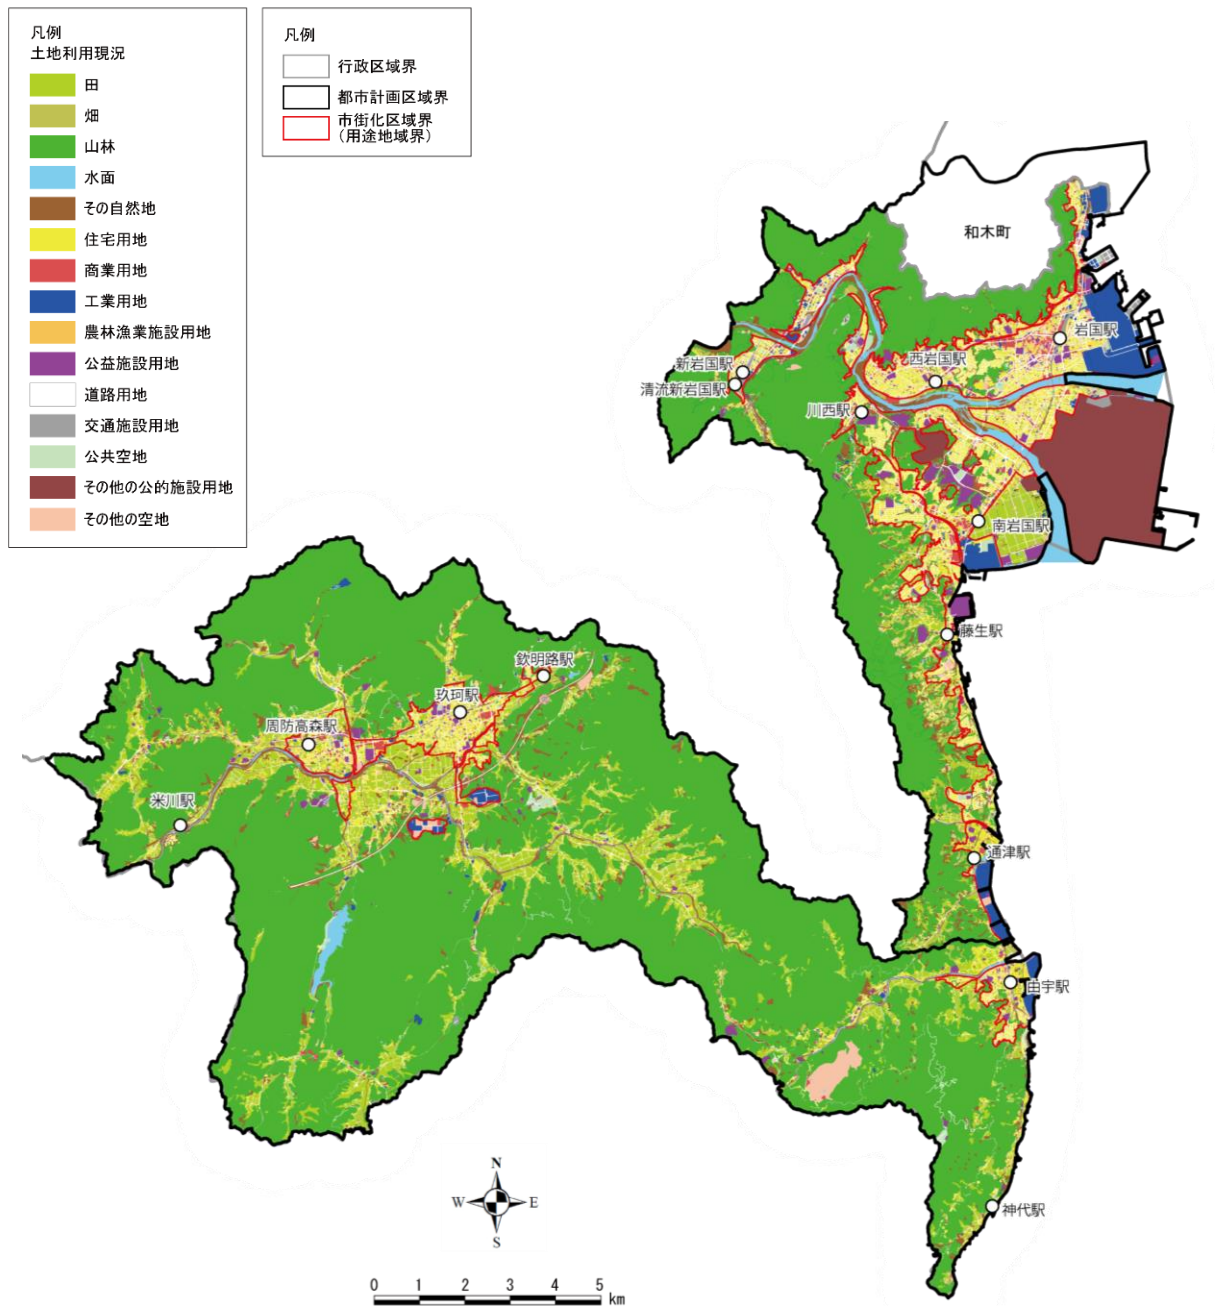 凡例
土地利用現況
田
畑
山林
水面
その自然地
住宅用地
商業用地
工業用地
農林漁業施設用地
公益施設用地
道路用地
交通施設用地
公共空地
その他の公的施設用地
その他の空地
凡例
行政区域界
都市計画区域界
市街化区域界
(用途地域界)
和木町
岩国駅
西岩国駅
新岩国駅
清流新岩国駅
川西駅
南岩国駅
藤生駅
欽明路駅
玖珂駅
周防高森駅
米川駅
通津駅
由宇駅
神代駅
N
W E
S
0 1 2 3 4 5
km